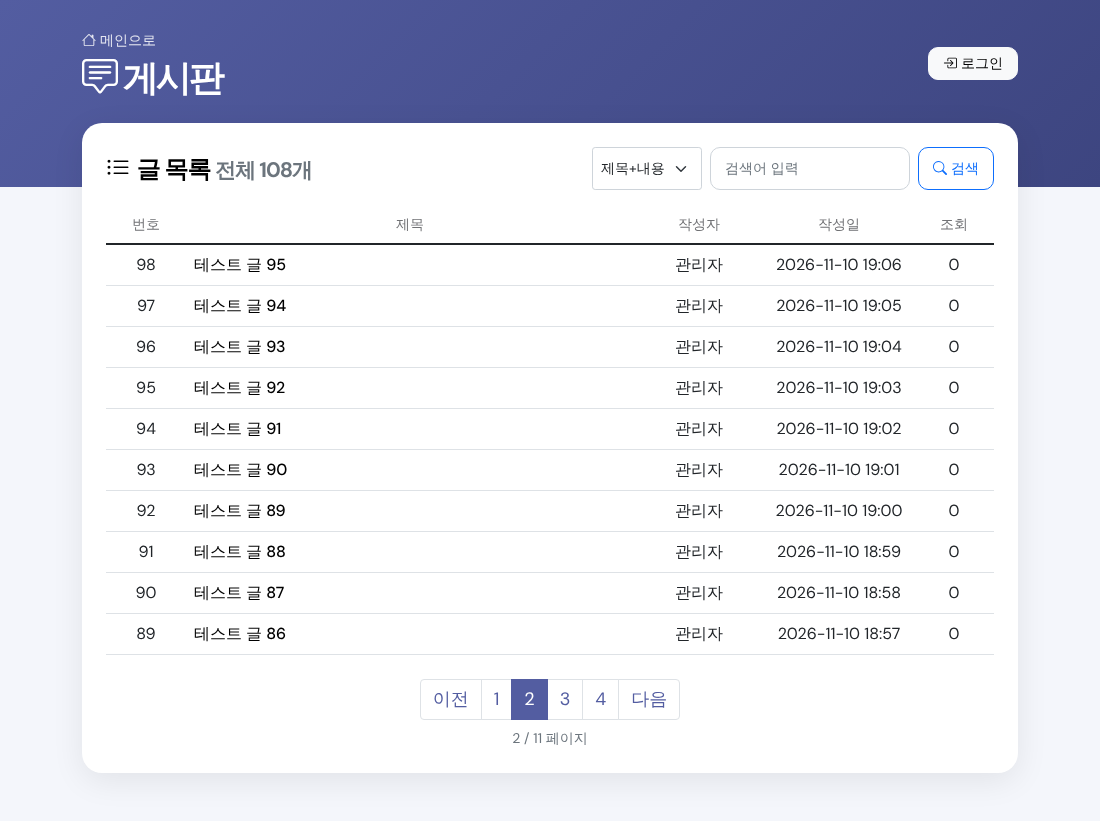 메인으로
게시판
로그인
글 목록 전체 108개
제목+내용 검색어 입력 검색
번호 제목 작성자 작성일 조회
98 테스트 글 95 관리자 2026-11-10 19:06 0
97 테스트 글 94 관리자 2026-11-10 19:05 0
96 테스트 글 93 관리자 2026-11-10 19:04 0
95 테스트 글 92 관리자 2026-11-10 19:03 0
94 테스트 글 91 관리자 2026-11-10 19:02 0
93 테스트 글 90 관리자 2026-11-10 19:01 0
92 테스트 글 89 관리자 2026-11-10 19:00 0
91 테스트 글 88 관리자 2026-11-10 18:59 0
90 테스트 글 87 관리자 2026-11-10 18:58 0
89 테스트 글 86 관리자 2026-11-10 18:57 0
이전 1 2 3 4 다음
2 / 11 페이지